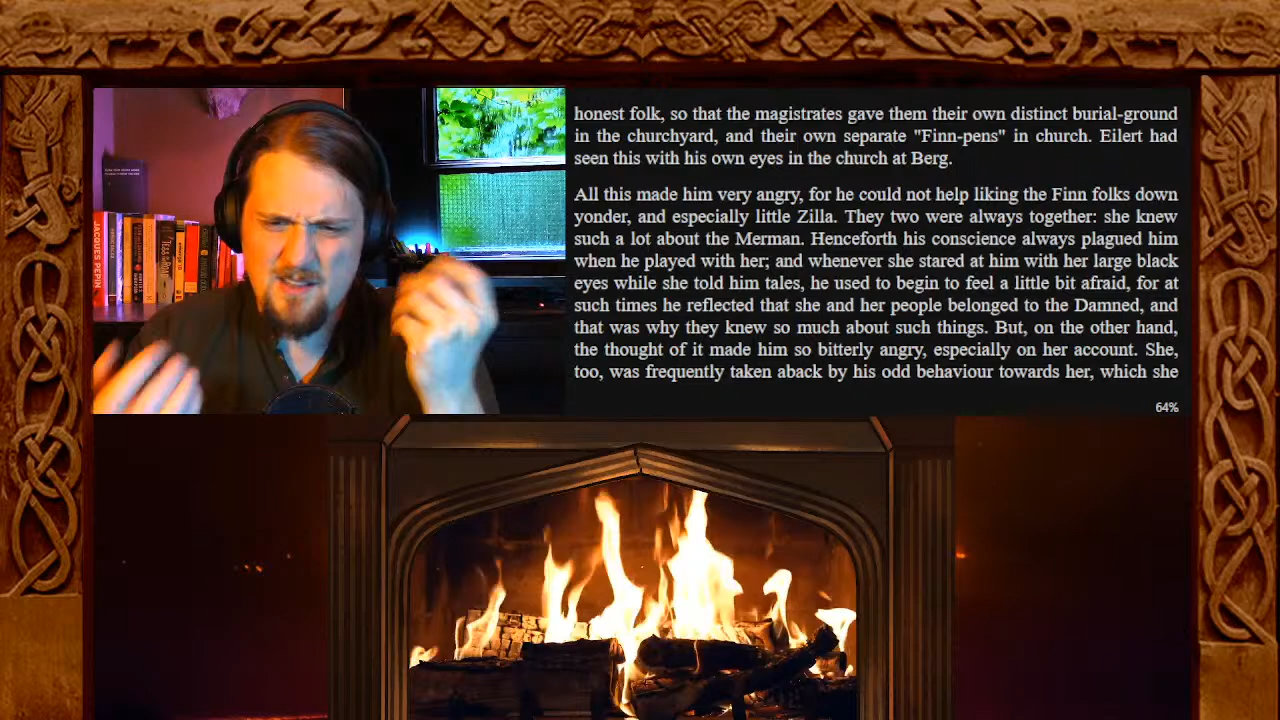 honest folk, so that the magistrates gave them their own distinct burial-ground
in the churchyard, and their own separate "Finn-pens" in church. Eilert had
seen this with his own eyes in the church at Berg.
All this made him very angry, for he could not help liking the Finn folks down
yonder, and especially little Zilla. They two were always together: she knew
such a lot about the Merman. Henceforth his conscience always plagued him
when he played with her; and whenever she stared at him with her large black
eyes while she told him tales, he used to begin to feel a little bit afraid, for at
such times he reflected that she and her people belonged to the Damned, and
that was why they knew so much about such things. But, on the other hand,
the thought of it made him so bitterly angry, especially on her account. She,
too, was frequently taken aback by his odd behaviour towards her, which she
64%
JACQUES PEPIN